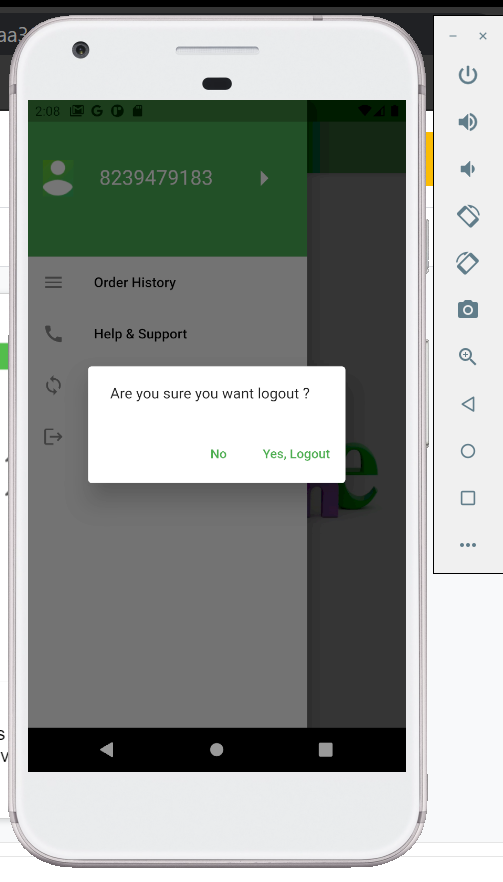 aa3
2:08
8239479183
Order History
Help & Support
Are you sure you want logout ?
No
Yes, Logout
e
s
v